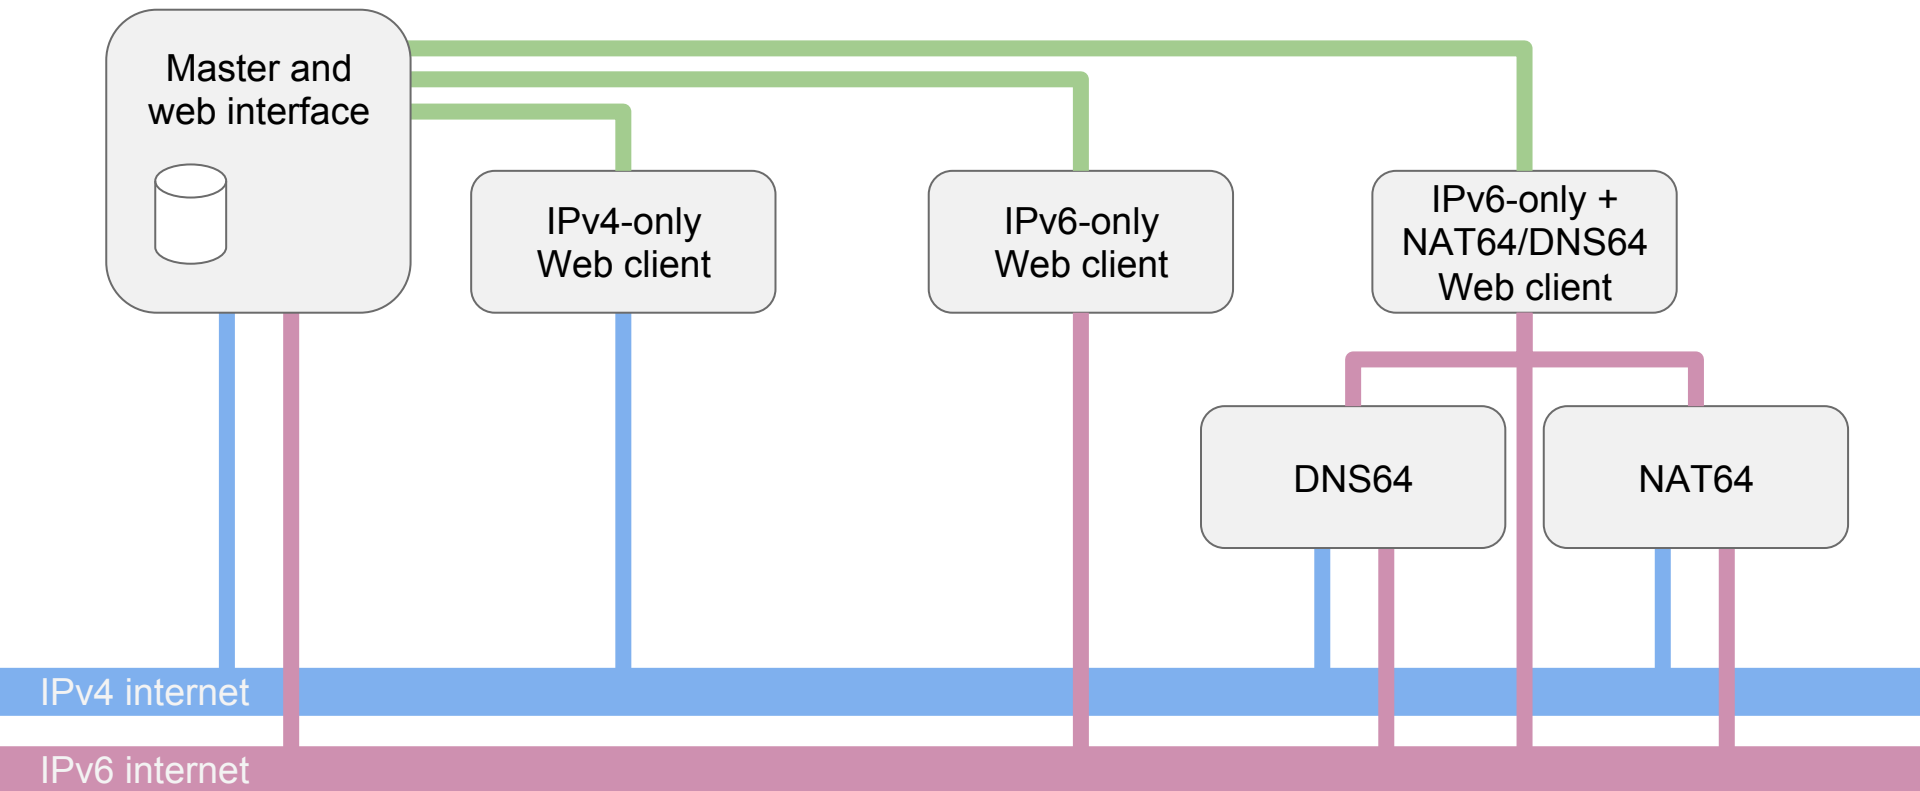 Master and
web interface
IPv4-only
Web client
IPv6-only
Web client
IPv6-only +
NAT64/DNS64
Web client
DNS64
NAT64
IPv4 internet
IPv6 internet